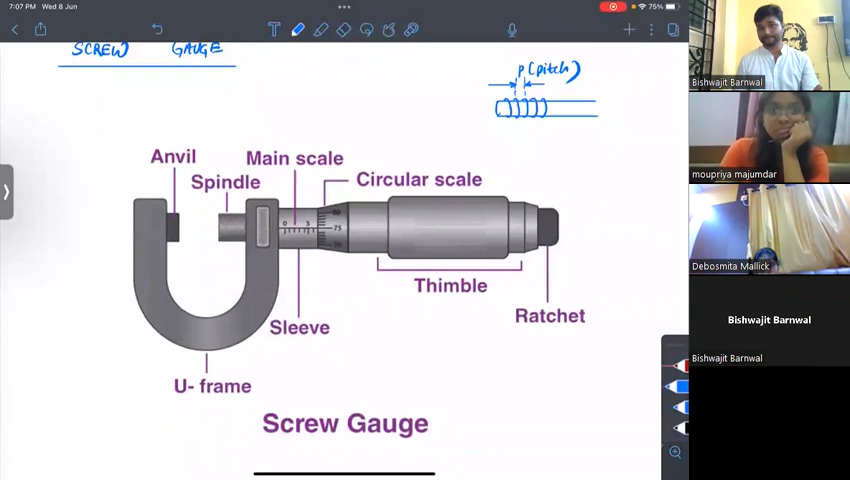 7:07 PM Wed 8 Jun
75%
SCREW GAUGE
p (pitch)
Anvil
Main scale
Spindle
Circular scale
0 5
80
75
70
Thimble
Ratchet
Sleeve
U- frame
Screw Gauge
Bishwajit Barnwal
moupriya majumdar
Debosmita Mallick
Bishwajit Barnwal
Bishwajit Barnwal